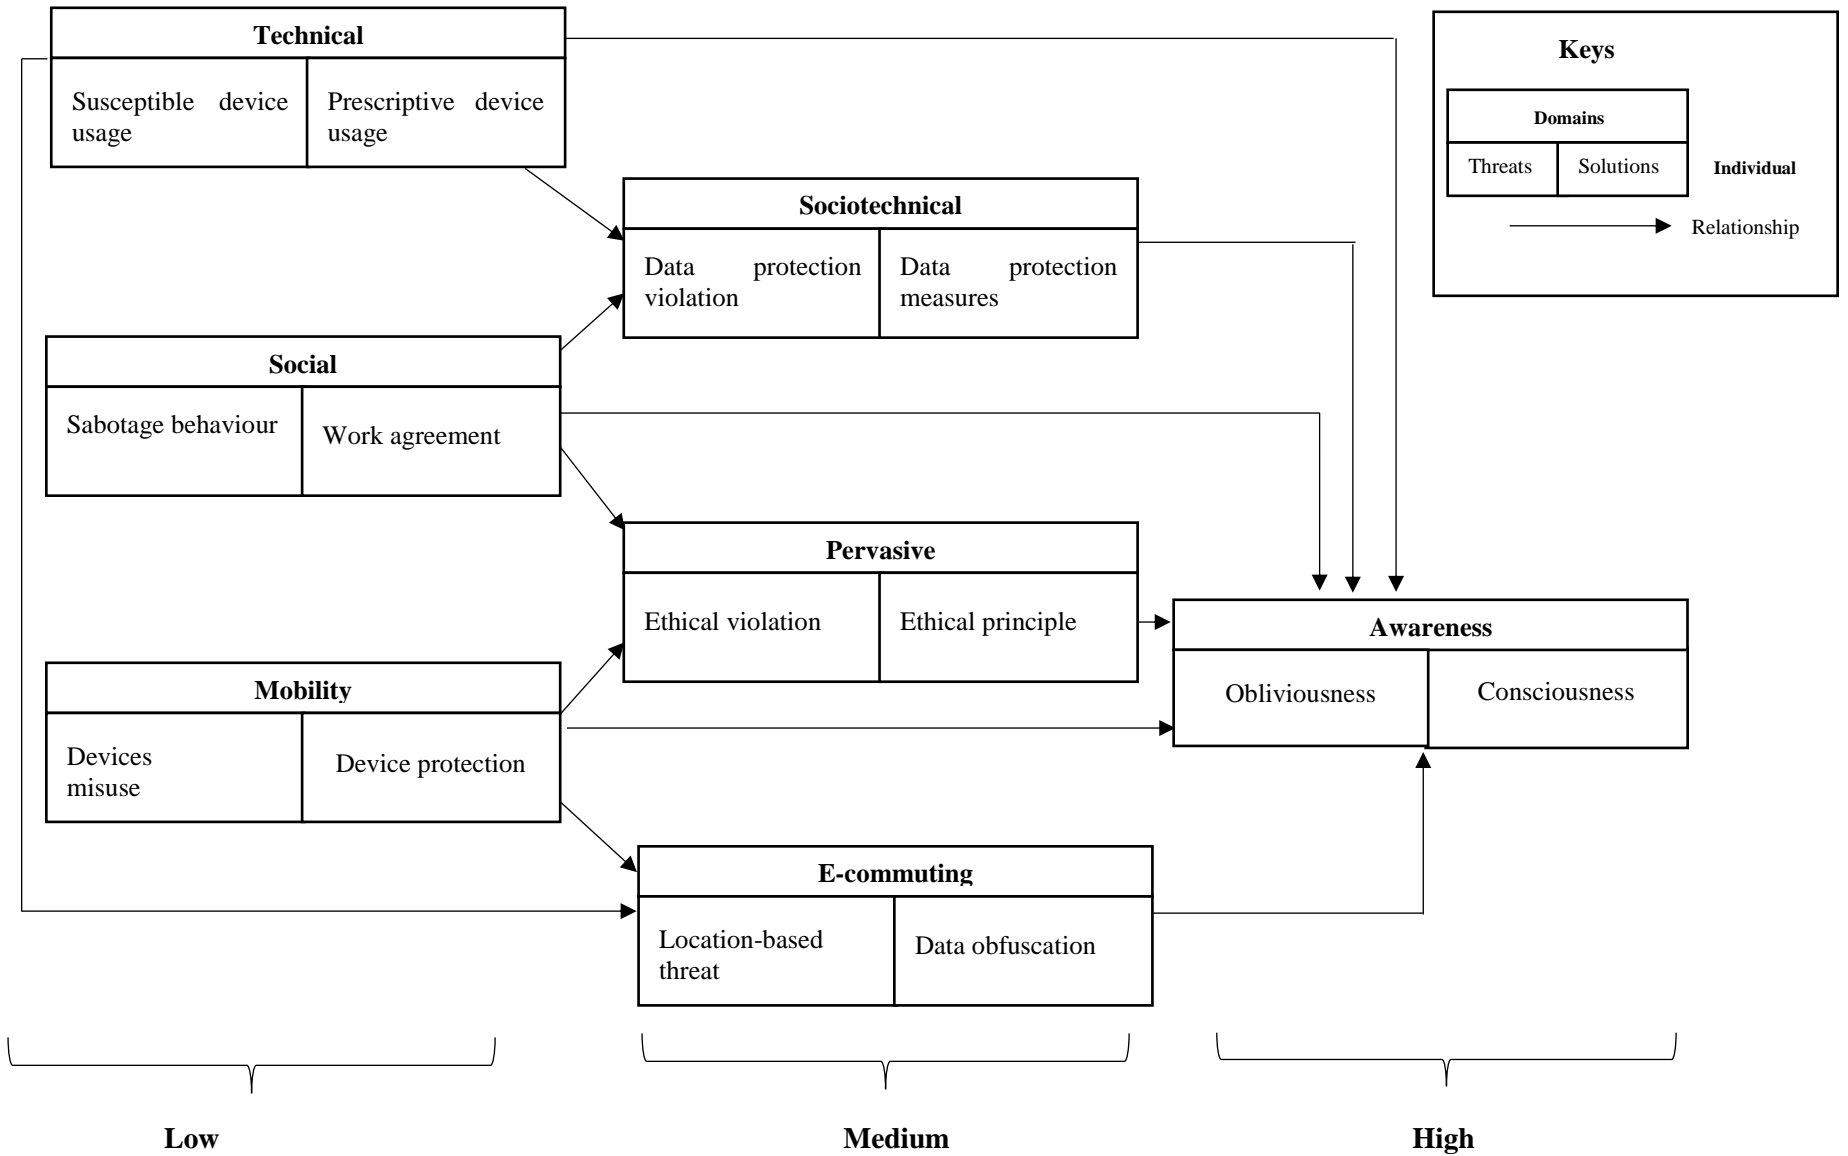 Technical
Susceptible device
usage
Prescriptive device
usage
Keys
Domains
Threats
Solutions
Individual
Relationship
Sociotechnical
Data protection
violation
Data protection
measures
Social
Sabotage behaviour
Work agreement
Pervasive
Ethical violation
Ethical principle
Awareness
Obliviousness
Consciousness
Mobility
Devices
misuse
Device protection
E-commuting
Location-based
threat
Data obfuscation
Low
Medium
High